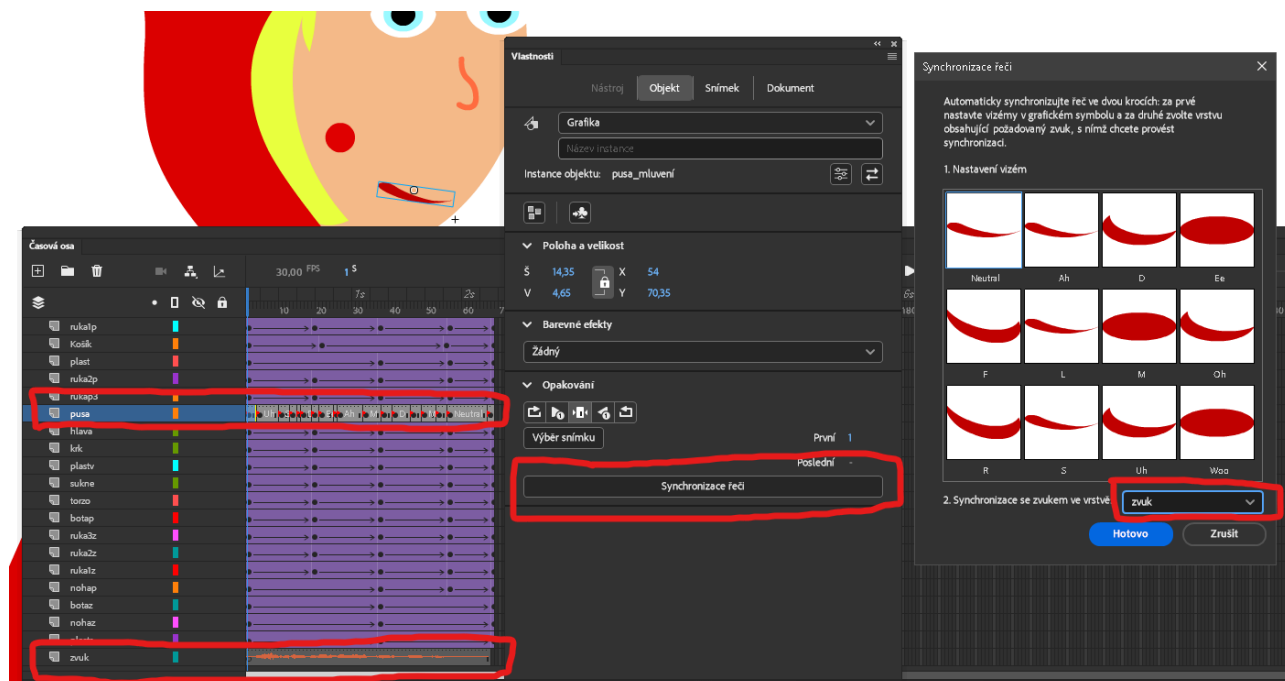 Vlastnosti
Nástroj Objekt Snímek Dokument
Grafika
Název instance
Instance objektu: pusa_mluvení
Poloha a velikost
Š 14,35 X 54
V 4,65 Y 70,35
Barevné efekty
Žádný
Opakování
Výběr snímku První 1
Poslední -
Synchronizace řeči
Synchronizace řeči
Automaticky synchronizujte řeč ve dvou krocích: za prvé
nastavte vizémy v grafickém symbolu a za druhé zvolte vrstvu
obsahující požadovaný zvuk, s nímž chcete provést
synchronizaci.
1. Nastavení vizém
Neutral Ah D Ee
F L M Oh
R S Uh Woo
2. Synchronizace se zvukem ve vrstvě zvuk
Hotovo Zrušit
Časová osa
30,00 FPS 1 S
1s 2s
10 20 30 40 50 60 7
ruka1p
Košík
plast
ruka2p
rukap3
pusa Uh Ah M D Neutral
hlava
krk
plastv
sukne
torzo
botap
ruka3z
ruka2z
ruka1z
nohap
botaz
nohaz
zvuk